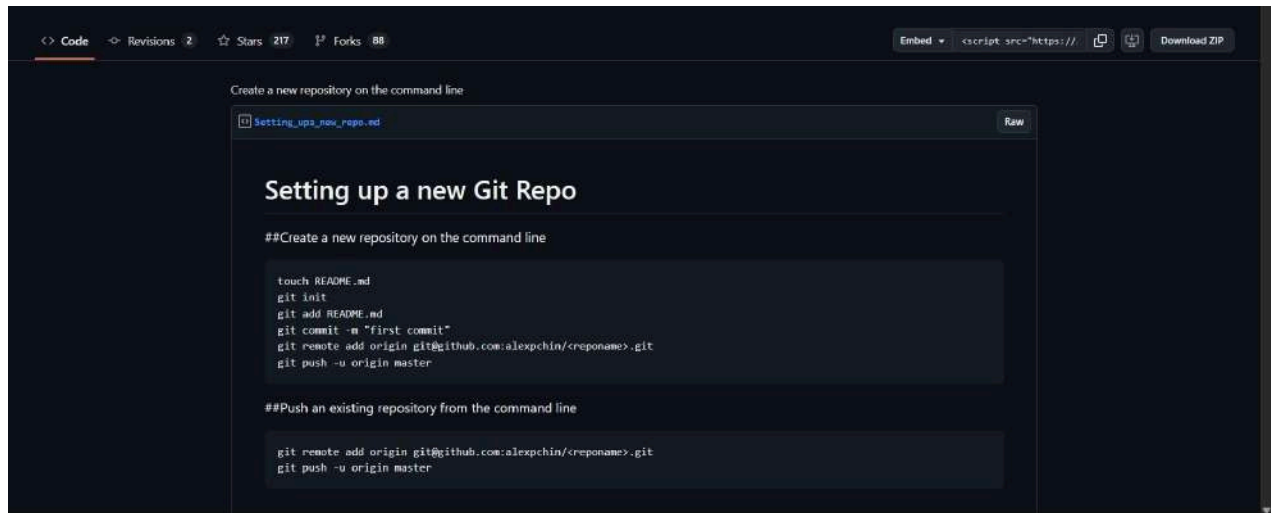 Code Revisions 2 Stars 217 Forks 88 Embed <script src="https:// Download ZIP
Create a new repository on the command line
Setting_upa_new_repo.md Raw
Setting up a new Git Repo
##Create a new repository on the command line
touch README.md
git init
git add README.md
git commit -m "first commit"
git remote add origin git@github.com:alexpchin/<reponame>.git
git push -u origin master
##Push an existing repository from the command line
git remote add origin git@github.com:alexpchin/<reponame>.git
git push -u origin master